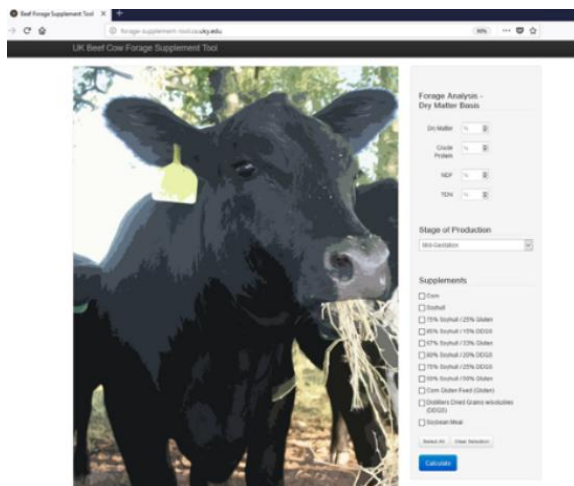 Beef Forage Supplement Tool
forage-supplement-tool.ca.uky.edu
90%
UK Beef Cow Forage Supplement Tool
Forage Analysis -
Dry Matter Basis
Dry Matter %
Crude
Protein %
NDF %
TDN %
Stage of Production
Mid-Gestation
Supplements
Corn
Soyhull
75% Soyhull / 25% Gluten
85% Soyhull / 15% DDGS
67% Soyhull / 33% Gluten
80% Soyhull / 20% DDGS
75% Soyhull / 25% DDGS
50% Soyhull / 50% Gluten
Corn Gluten Feed (Gluten)
Distillers Dried Grains w/solubles
(DDGS)
Soybean Meal
Select All Clear Selection
Calculate